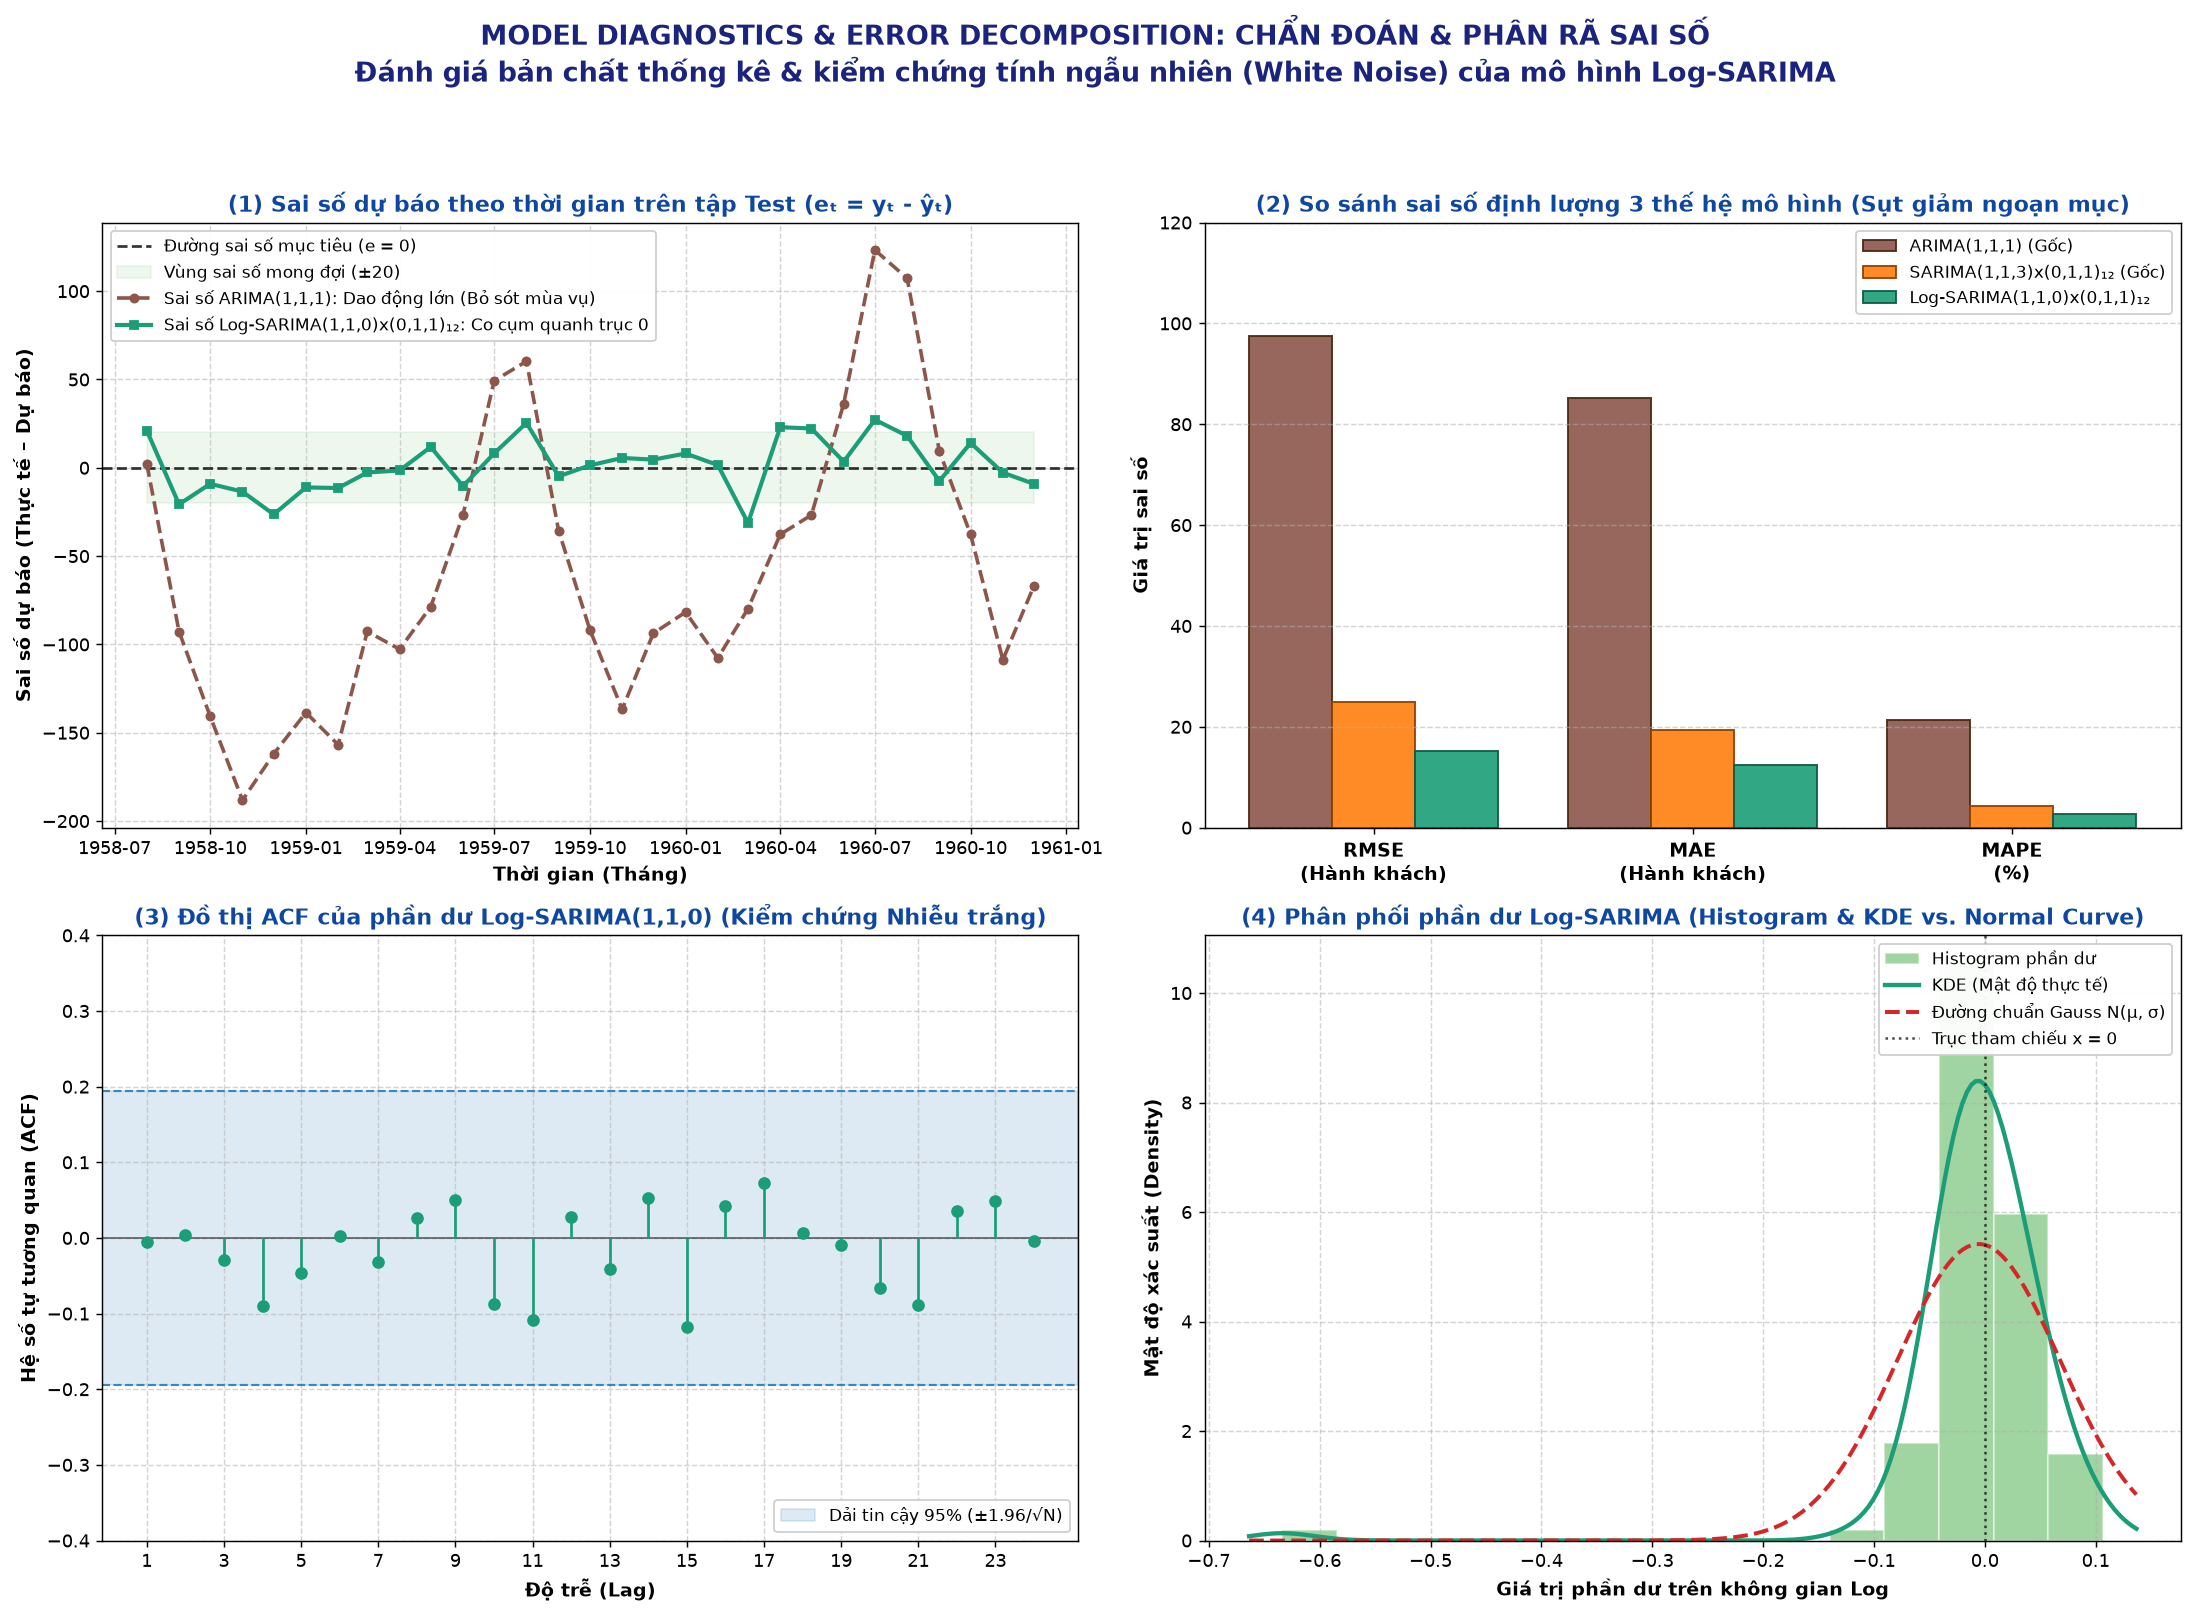 MODEL DIAGNOSTICS & ERROR DECOMPOSITION: CHẨN ĐOÁN & PHÂN RÃ SAI SỐ
Đánh giá bản chất thống kê & kiểm chứng tính ngẫu nhiên (White Noise) của mô hình Log-SARIMA
(1) Sai số dự báo theo thời gian trên tập Test (eₜ = yₜ - ŷₜ)
Đường sai số mục tiêu (e = 0)
Vùng sai số mong đợi (±20)
Sai số ARIMA(1,1,1): Dao động lớn (Bỏ sót mùa vụ)
Sai số Log-SARIMA(1,1,0)x(0,1,1)₁₂: Co cụm quanh trục 0
Sai số dự báo (Thực tế – Dự báo)
100
50
0
−50
−100
−150
−200
1958-07 1958-10 1959-01 1959-04 1959-07 1959-10 1960-01 1960-04 1960-07 1960-10 1961-01
Thời gian (Tháng)
(2) So sánh sai số định lượng 3 thế hệ mô hình (Sụt giảm ngoạn mục)
ARIMA(1,1,1) (Gốc)
SARIMA(1,1,3)x(0,1,1)₁₂ (Gốc)
Log-SARIMA(1,1,0)x(0,1,1)₁₂
Giá trị sai số
120
100
80
60
40
20
0
RMSE
(Hành khách)
MAE
(Hành khách)
MAPE
(%)
(3) Đồ thị ACF của phần dư Log-SARIMA(1,1,0) (Kiểm chứng Nhiễu trắng)
Hệ số tự tương quan (ACF)
0.4
0.3
0.2
0.1
0.0
−0.1
−0.2
−0.3
−0.4
Dải tin cậy 95% (±1.96/√N)
1 3 5 7 9 11 13 15 17 19 21 23
Độ trễ (Lag)
(4) Phân phối phần dư Log-SARIMA (Histogram & KDE vs. Normal Curve)
Histogram phần dư
KDE (Mật độ thực tế)
Đường chuẩn Gauss N(μ, σ)
Trục tham chiếu x = 0
Mật độ xác suất (Density)
10
8
6
4
2
0
−0.7 −0.6 −0.5 −0.4 −0.3 −0.2 −0.1 0.0 0.1
Giá trị phần dư trên không gian Log